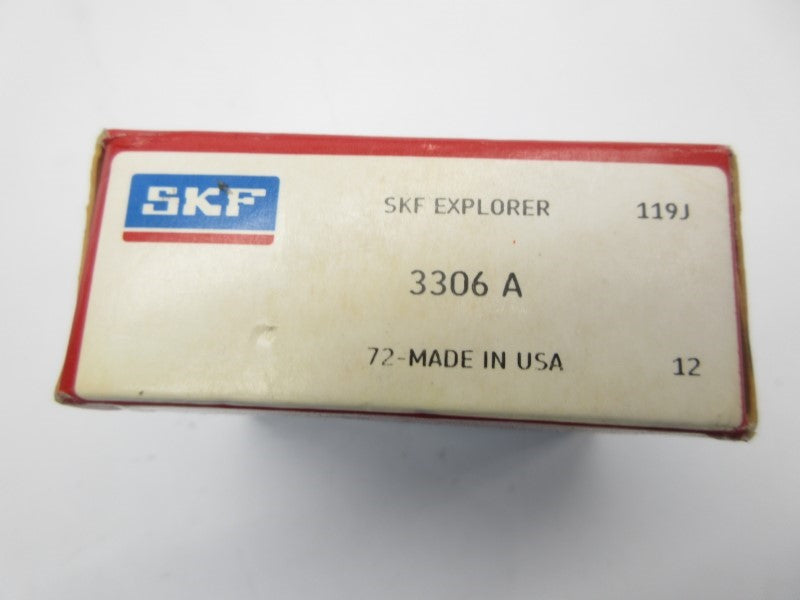 SKF SKF EXPLORER 119J
3306 A
72-MADE IN USA 12